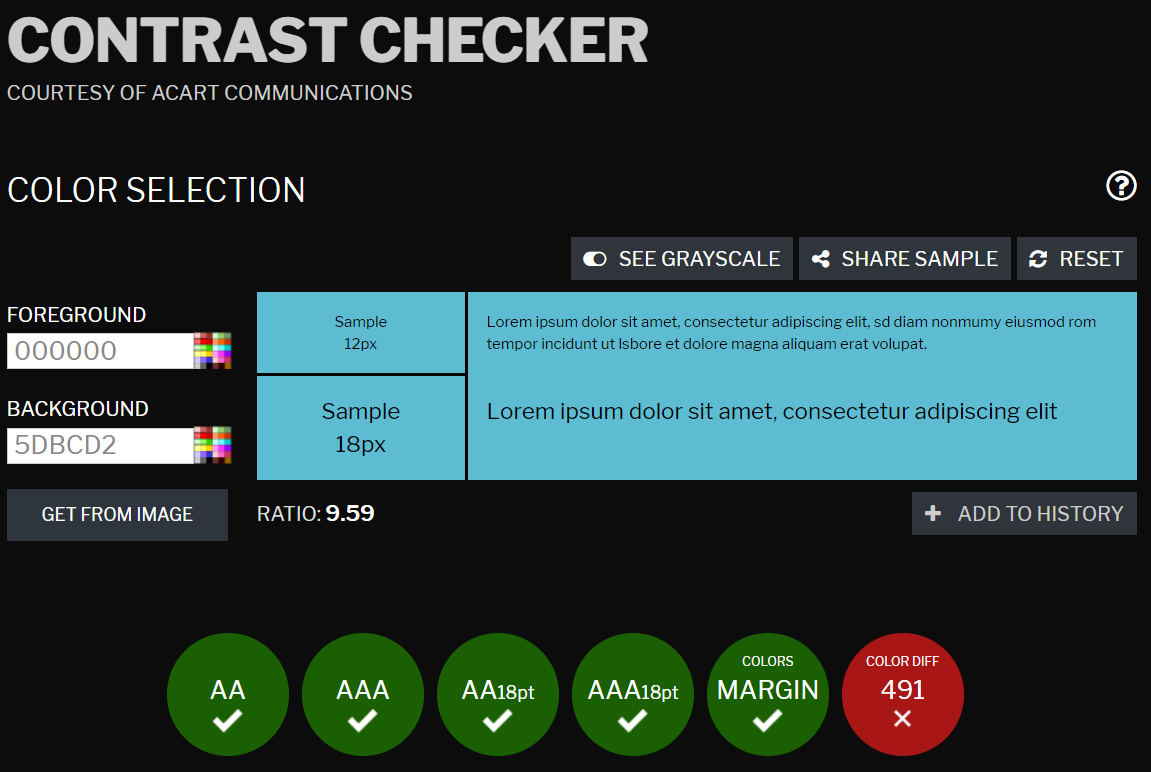 CONTRAST CHECKER
COURTESY OF ACART COMMUNICATIONS
COLOR SELECTION
?
SEE GRAYSCALE
SHARE SAMPLE
RESET
FOREGROUND
000000
BACKGROUND
5DBCD2
GET FROM IMAGE
Sample
12px
Lorem ipsum dolor sit amet, consectetur adipiscing elit, sd diam nonmumy eiusmod rom
tempor incidunt ut lsbore et dolore magna aliquam erat volupat.
Sample
18px
Lorem ipsum dolor sit amet, consectetur adipiscing elit
RATIO: 9.59
ADD TO HISTORY
AA
AAA
AA18pt
AAA18pt
COLORS
MARGIN
COLOR DIFF
491